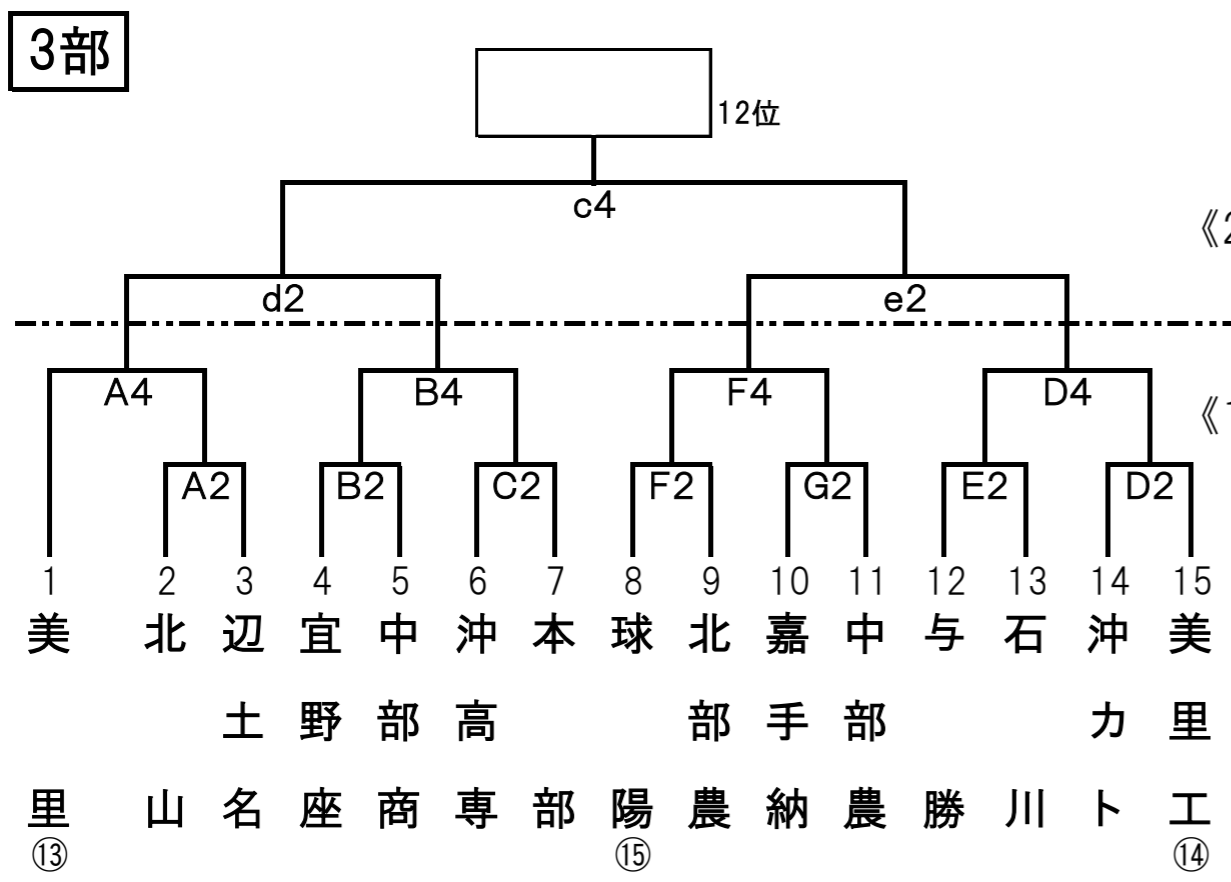 3部
12位
c4
《2
d2
e2
A4
B4
F4
D4
《1
A2
B2
C2
F2
G2
E2
D2
1 2 3 4 5 6 7 8 9 10 11 12 13 14 15
美里
北山
辺土名
宜野座
中部商
沖高専
本部
球陽
北部農
嘉手納
中部農
与勝
石川
沖カト
美里工
⑬
⑮
⑭